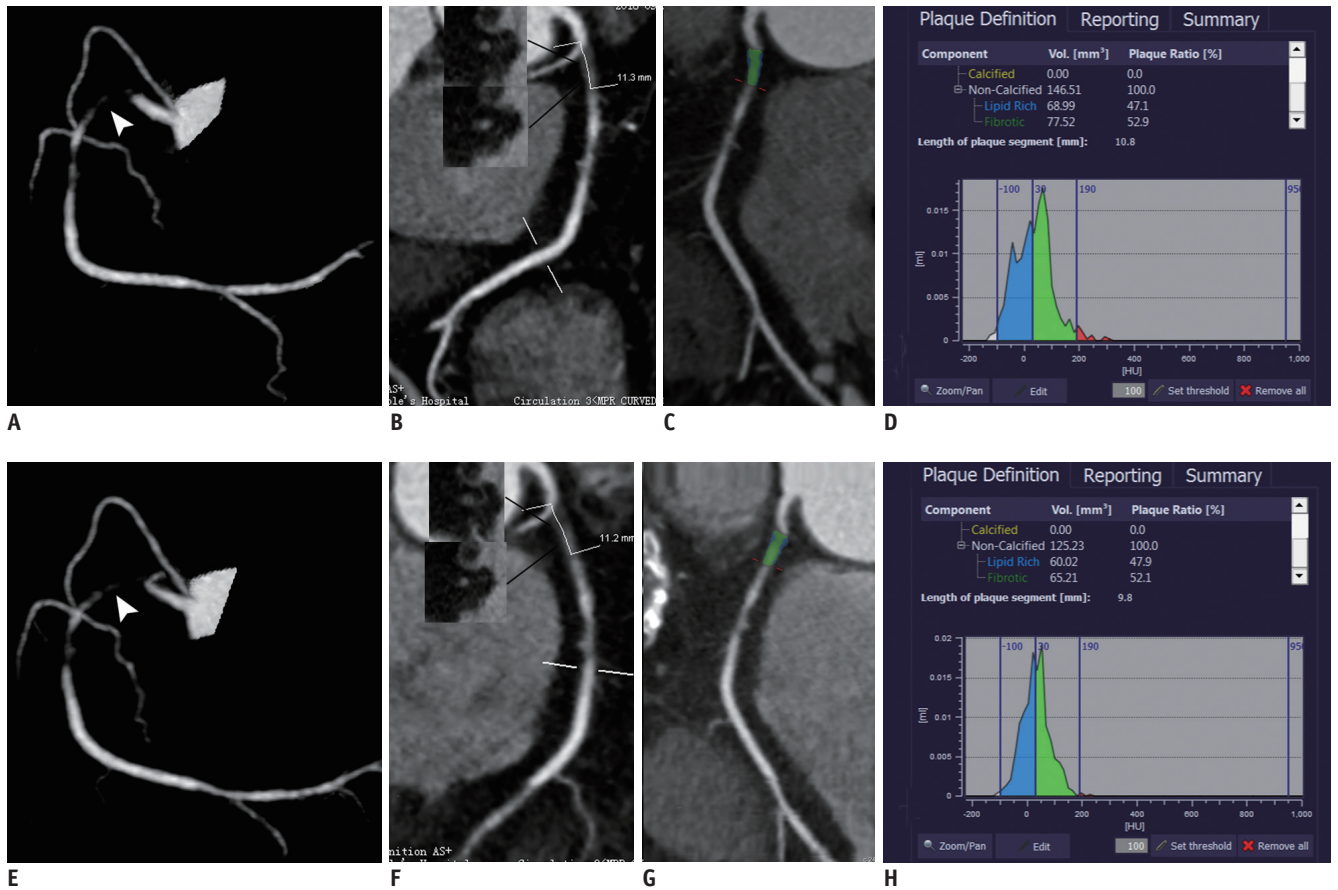 11.3 mm
AS+
ple's Hospital Circulation 3<MPR CURVED
Plaque Definition Reporting Summary
Component Vol. [mm³] Plaque Ratio [%]
Calcified 0.00 0.0
Non-Calcified 146.51 100.0
Lipid Rich 68.99 47.1
Fibrotic 77.52 52.9
Length of plaque segment [mm]: 10.8
-100 30 190 950
0.015
0.01
[ml]
0.005
0
-200 0 200 400 600 800 1,000
[HU]
Zoom/Pan Edit 100 Set threshold Remove all
A B C D
11.2 mm
nition AS+
Plaque Definition Reporting Summary
Component Vol. [mm³] Plaque Ratio [%]
Calcified 0.00 0.0
Non-Calcified 125.23 100.0
Lipid Rich 60.02 47.9
Fibrotic 65.21 52.1
Length of plaque segment [mm]: 9.8
0.02
-100 30 190 950
0.015
[ml]
0.01
0.005
0
-200 0 200 400 600 800 1,000
[HU]
Zoom/Pan Edit 100 Set threshold Remove all
E F G H